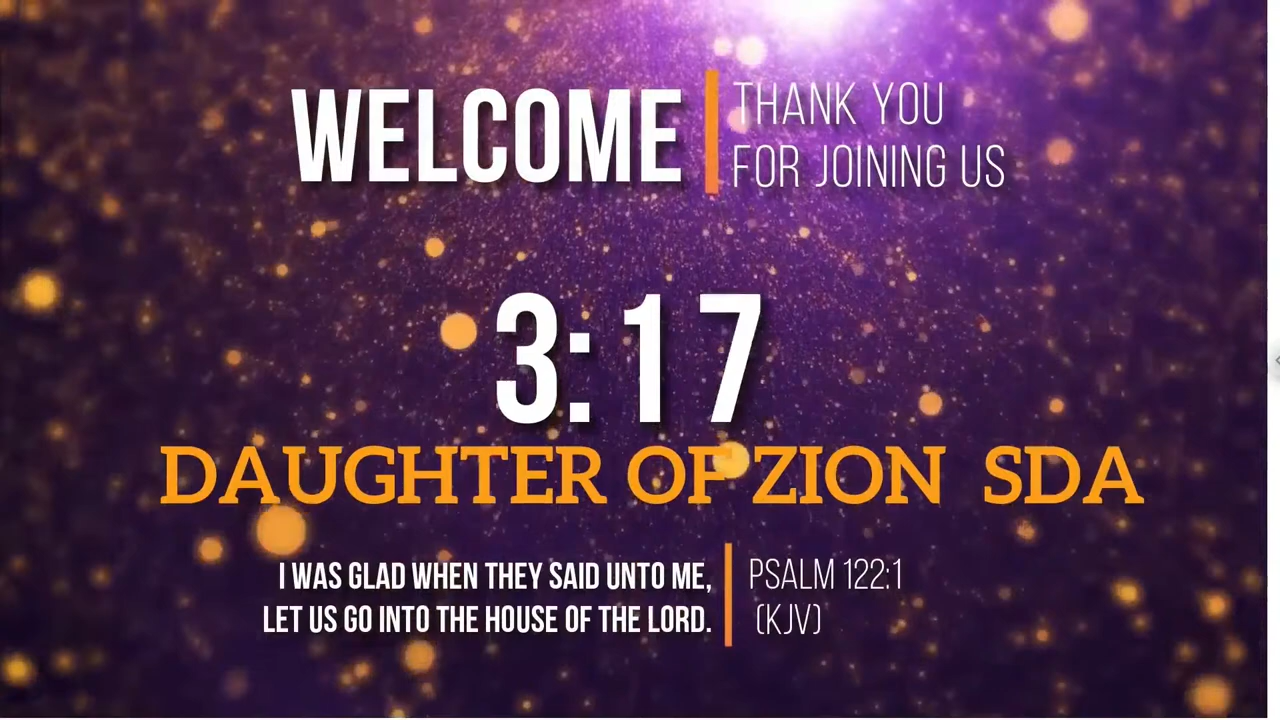 WELCOME
THANK YOU
FOR JOINING US
3:17
DAUGHTER OF ZION SDA
I WAS GLAD WHEN THEY SAID UNTO ME,
LET US GO INTO THE HOUSE OF THE LORD.
PSALM 122:1
(KJV)